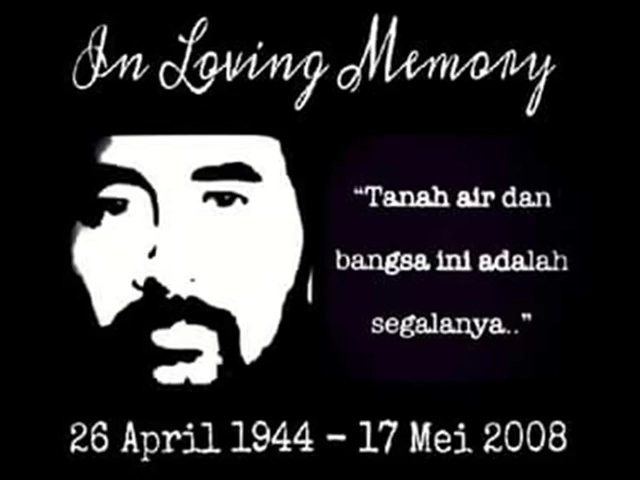 In Loving Memory
“Tanah air dan
bangsa ini adalah
segalanya..”
26 April 1944 – 17 Mei 2008